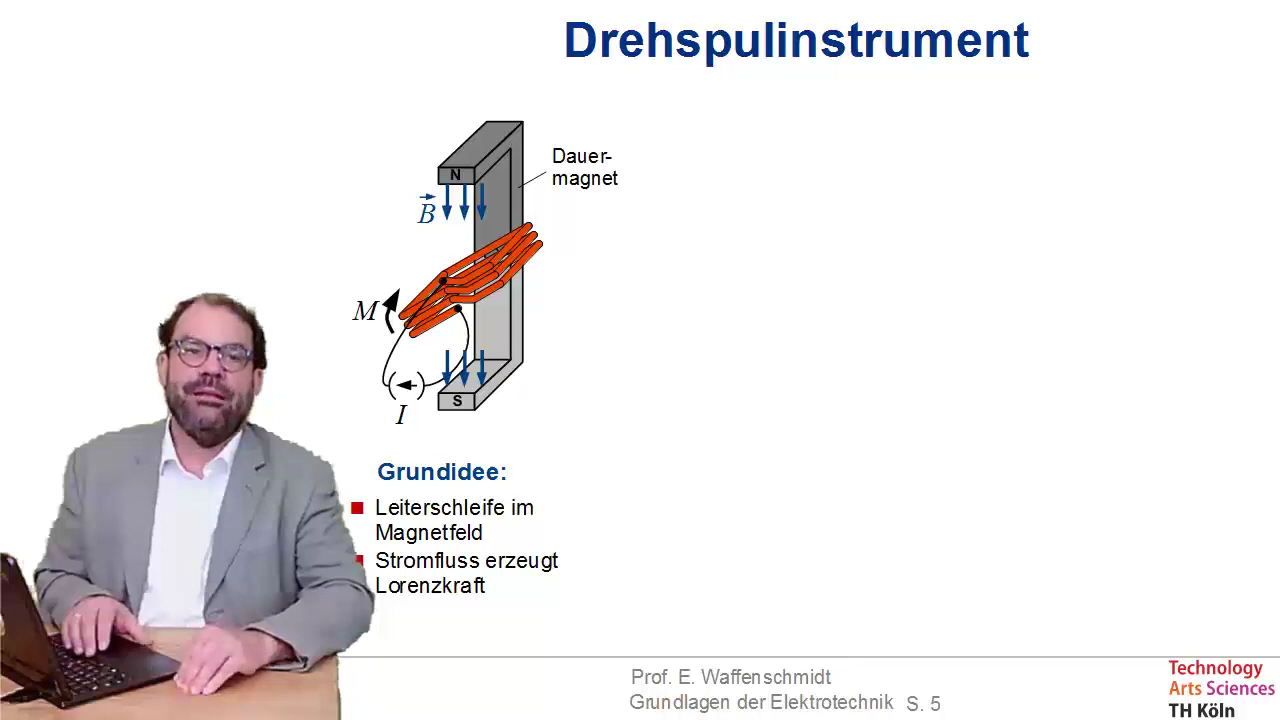 Drehspulinstrument
Dauer-
magnet
N
B
M
S
I
Grundidee:
Leiterschleife im
Magnetfeld
Stromfluss erzeugt
Lorenzkraft
Prof. E. Waffenschmidt
Grundlagen der Elektrotechnik S. 5
Technology
Arts Sciences
TH Köln